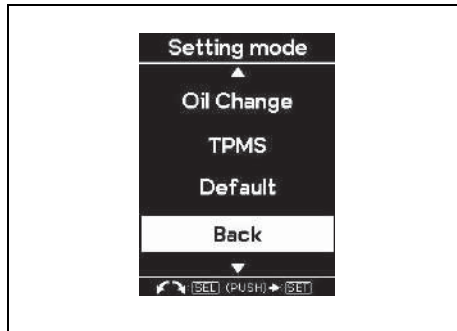 Setting mode
Oil Change
TPMS
Default
Back
SEL (PUSH) SET